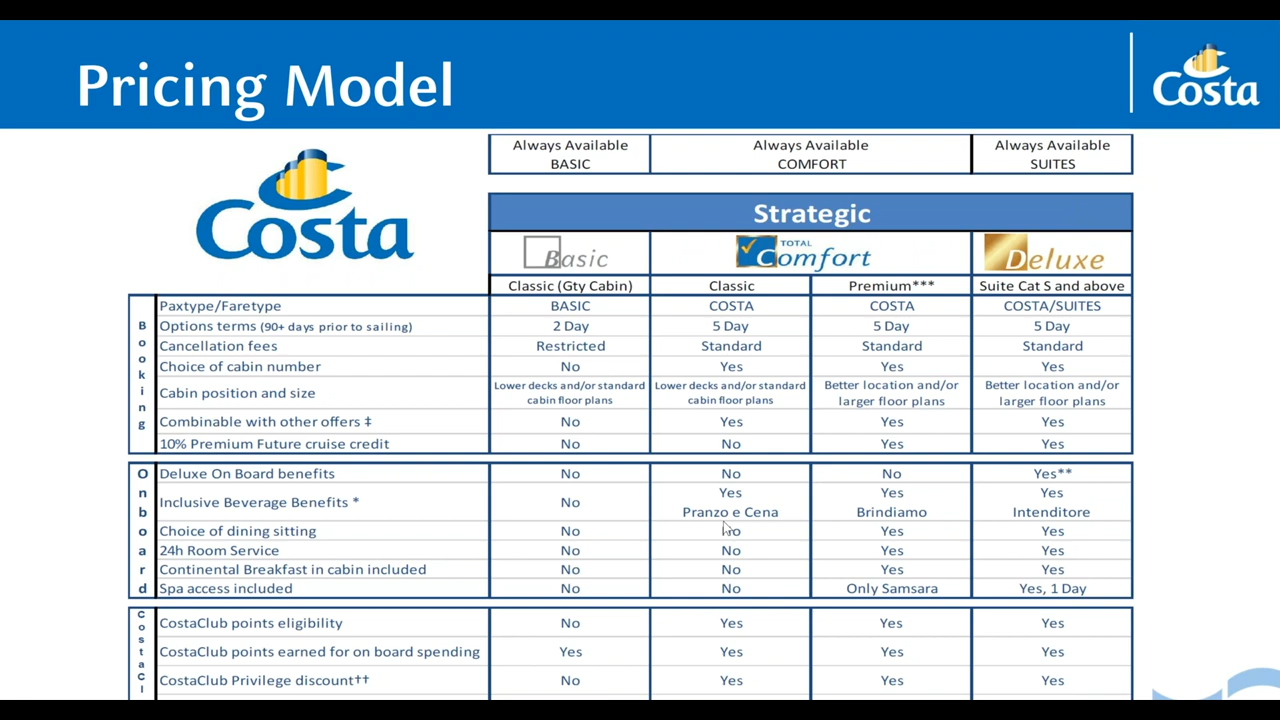 Pricing Model
Costa
Costa
Always Available Always Available Always Available
BASIC COMFORT SUITES
Strategic
Basic TOTAL Comfort Deluxe
Classic (Gty Cabin) Classic Premium*** Suite Cat S and above
Booking
Paxtype/Faretype BASIC COSTA COSTA COSTA/SUITES
Options terms (90+ days prior to sailing) 2 Day 5 Day 5 Day 5 Day
Cancellation fees Restricted Standard Standard Standard
Choice of cabin number No Yes Yes Yes
Cabin position and size Lower decks and/or standard cabin floor plans Lower decks and/or standard cabin floor plans Better location and/or larger floor plans Better location and/or larger floor plans
Combinable with other offers ‡ No Yes Yes Yes
10% Premium Future cruise credit No No Yes Yes
Onboard
Deluxe On Board benefits No No No Yes**
Inclusive Beverage Benefits * No Yes Pranzo e Cena Yes Brindiamo Yes Intenditore
Choice of dining sitting No No Yes Yes
24h Room Service No No Yes Yes
Continental Breakfast in cabin included No No Yes Yes
Spa access included No No Only Samsara Yes, 1 Day
CostaCl
CostaClub points eligibility No Yes Yes Yes
CostaClub points earned for on board spending Yes Yes Yes Yes
CostaClub Privilege discount†† No Yes Yes Yes